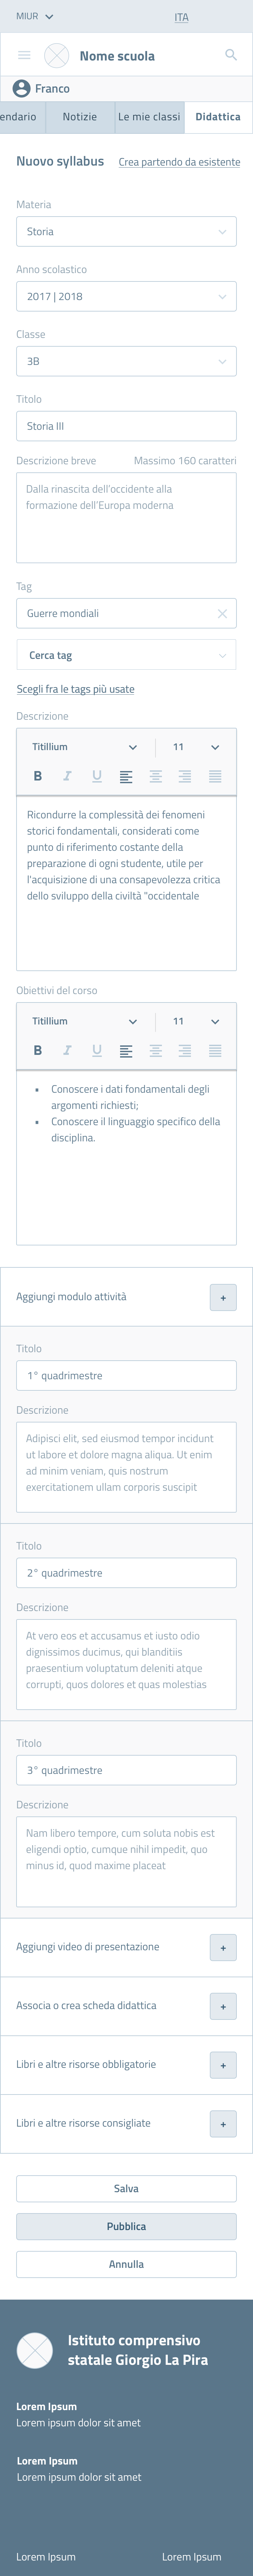 MIUR
ITA
Nome scuola
Franco
endario
Notizie
Le mie classi
Didattica
Nuovo syllabus
Crea partendo da esistente
Materia
Storia
Anno scolastico
2017 | 2018
Classe
3B
Titolo
Storia III
Descrizione breve
Massimo 160 caratteri
Dalla rinascita dell'occidente alla
formazione dell'Europa moderna
Tag
Guerre mondiali
Cerca tag
Scegli fra le tags più usate
Descrizione
Titillium
11
B I U
Ricondurre la complessità dei fenomeni
storici fondamentali, considerati come
punto di riferimento costante della
preparazione di ogni studente, utile per
l'acquisizione di una consapevolezza critica
dello sviluppo della civiltà "occidentale
Obiettivi del corso
Titillium
11
B I U
• Conoscere i dati fondamentali degli
argomenti richiesti;
• Conoscere il linguaggio specifico della
disciplina.
Aggiungi modulo attività
+
Titolo
1° quadrimestre
Descrizione
Adipisci elit, sed eiusmod tempor incidunt
ut labore et dolore magna aliqua. Ut enim
ad minim veniam, quis nostrum
exercitationem ullam corporis suscipit
Titolo
2° quadrimestre
Descrizione
At vero eos et accusamus et iusto odio
dignissimos ducimus, qui blanditiis
praesentium voluptatum deleniti atque
corrupti, quos dolores et quas molestias
Titolo
3° quadrimestre
Descrizione
Nam libero tempore, cum soluta nobis est
eligendi optio, cumque nihil impedit, quo
minus id, quod maxime placeat
Aggiungi video di presentazione
+
Associa o crea scheda didattica
+
Libri e altre risorse obbligatorie
+
Libri e altre risorse consigliate
+
Salva
Pubblica
Annulla
Istituto comprensivo
statale Giorgio La Pira
Lorem Ipsum
Lorem ipsum dolor sit amet
Lorem Ipsum
Lorem ipsum dolor sit amet
Lorem Ipsum
Lorem Ipsum